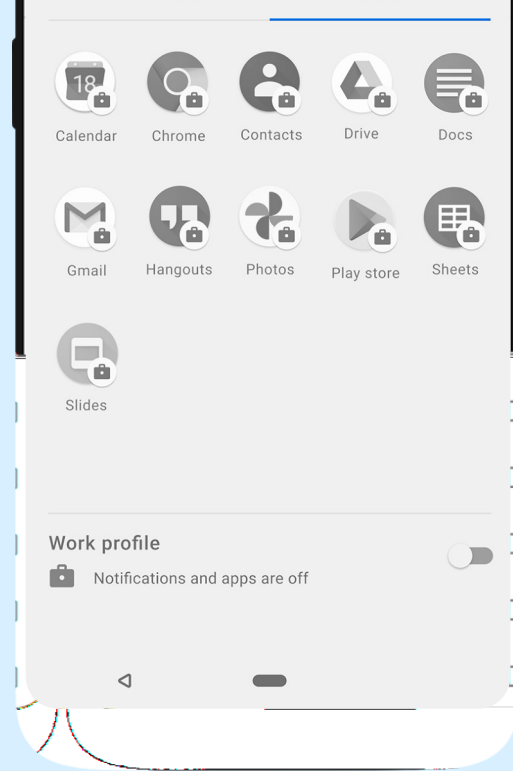 18
Calendar Chrome Contacts Drive Docs
Gmail Hangouts Photos Play store Sheets
Slides
Work profile
Notifications and apps are off